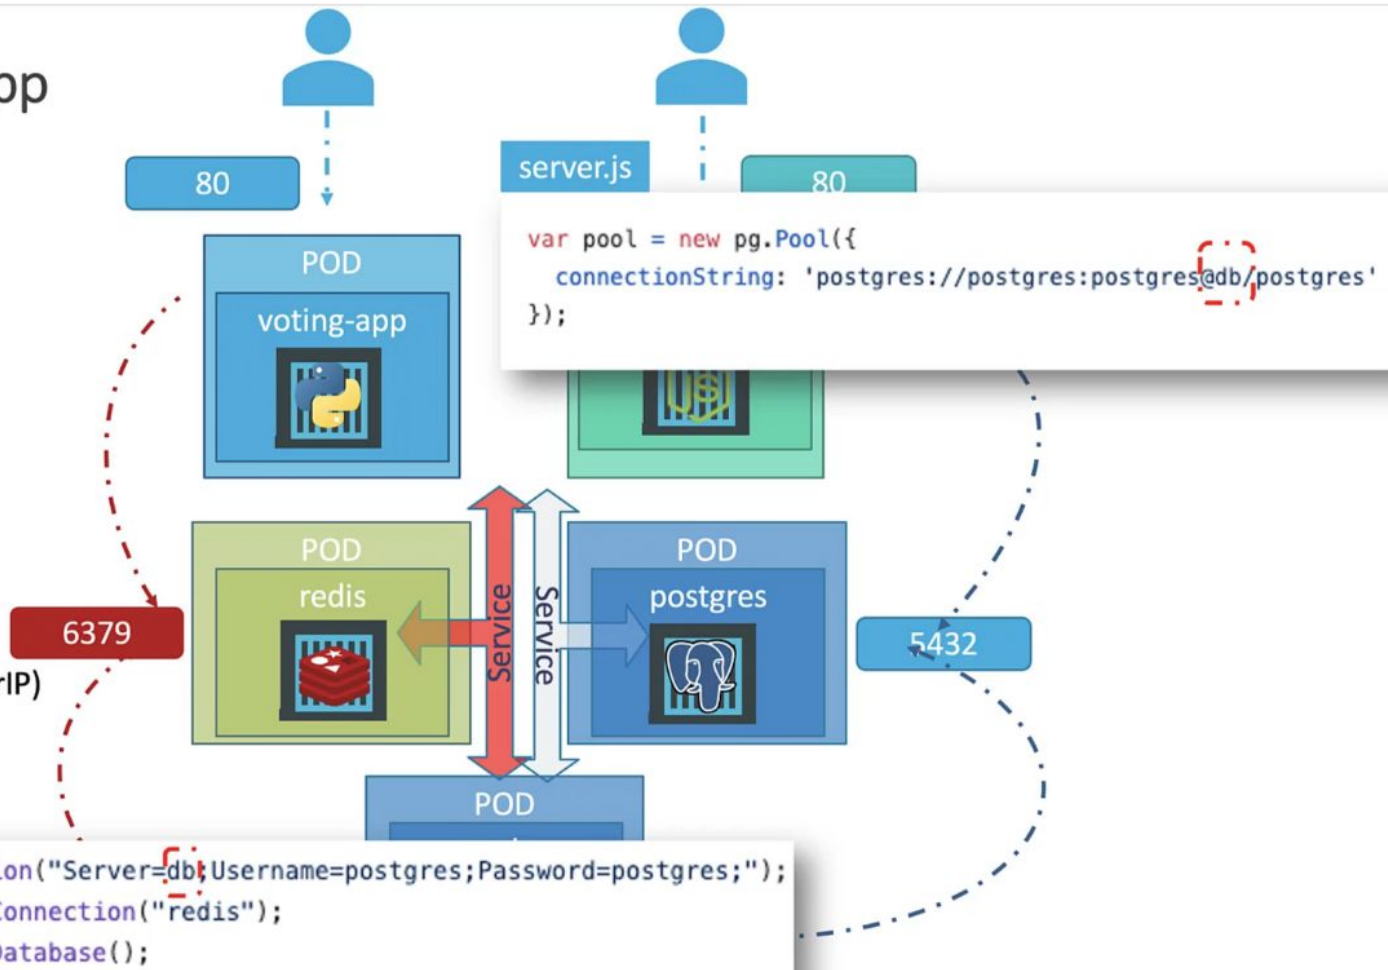 pp
80
server.js
80
var pool = new pg.Pool({
connectionString: 'postgres://postgres:postgres@db/postgres'
});
POD
voting-app
JS
POD
redis
Service
Service
POD
postgres
6379
5432
rIP)
POD
ion("Server=db;Username=postgres;Password=postgres;");
Connection("redis");
Database();